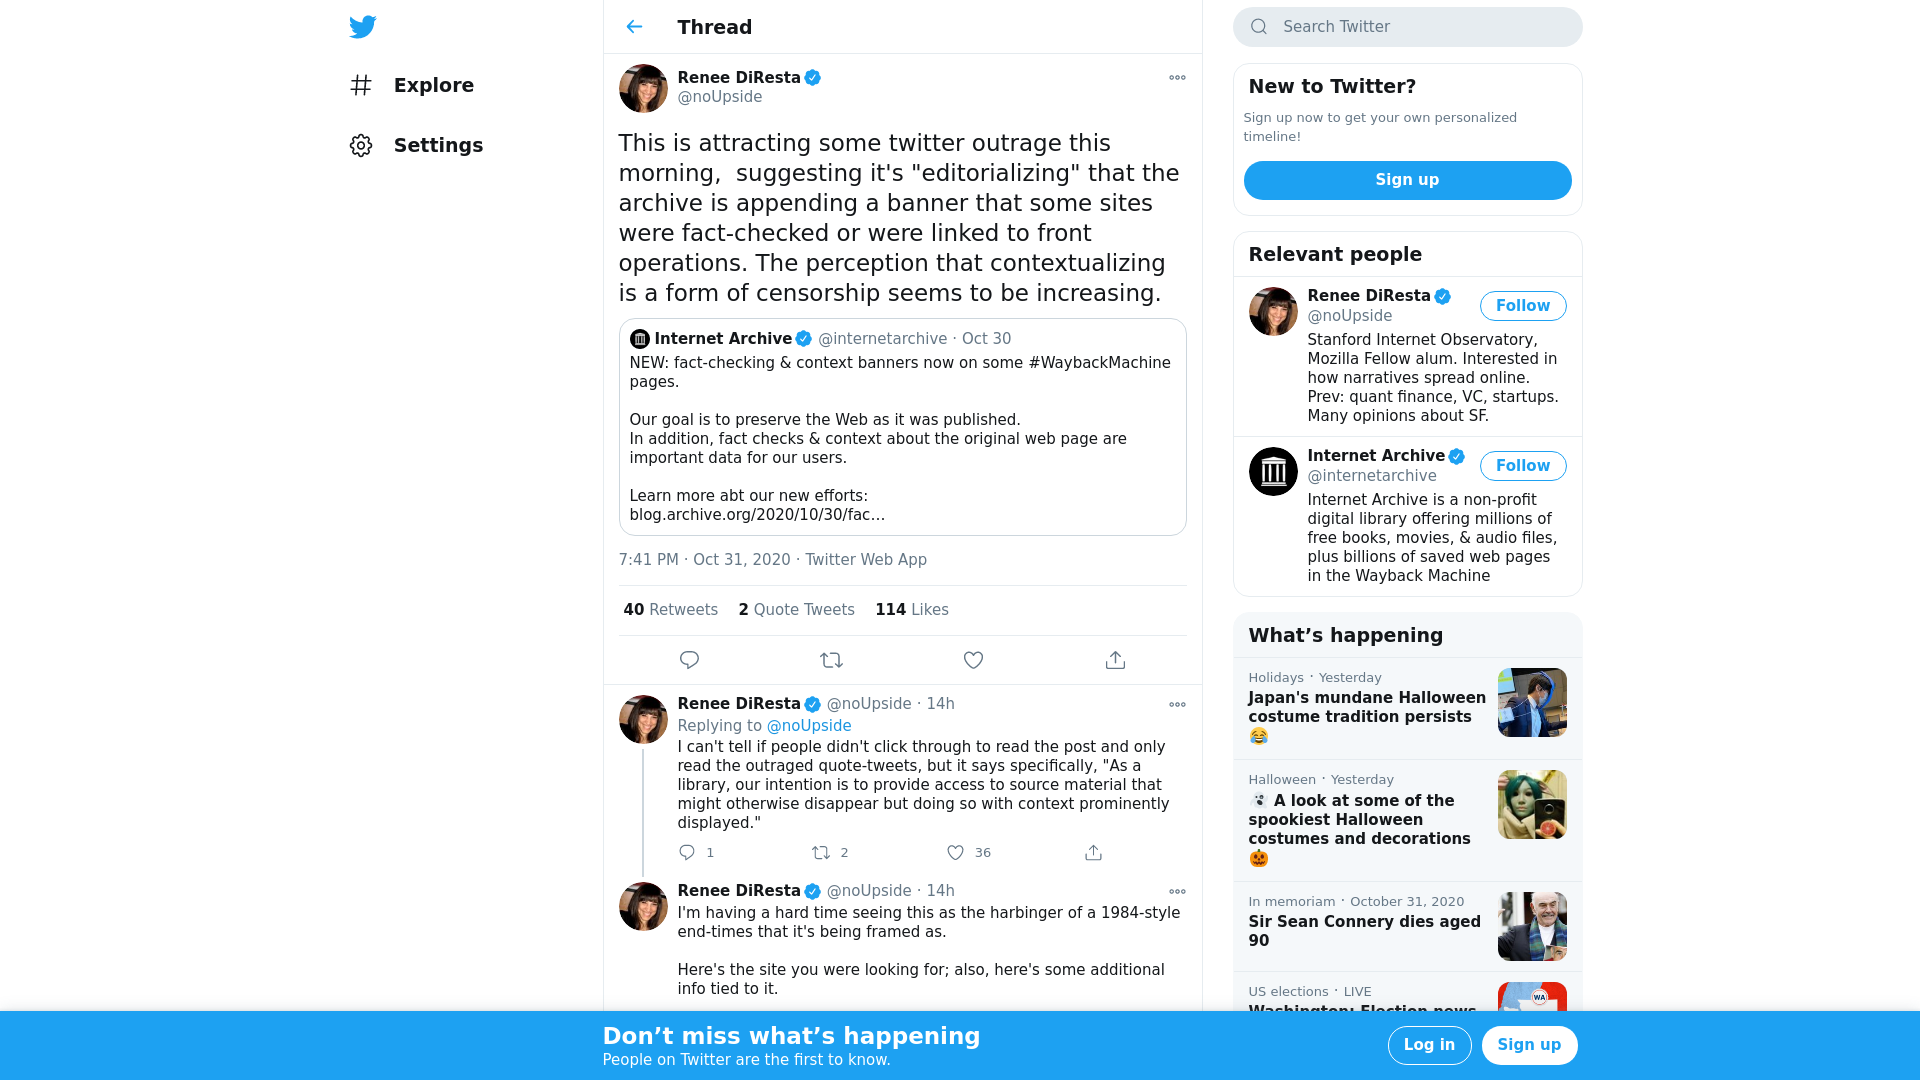 Explore
Settings
Thread
Renee DiResta
@noUpside
This is attracting some twitter outrage this
morning,  suggesting it's "editorializing" that the
archive is appending a banner that some sites
were fact-checked or were linked to front
operations. The perception that contextualizing
is a form of censorship seems to be increasing.
Internet Archive @internetarchive · Oct 30
NEW: fact-checking & context banners now on some #WaybackMachine
pages.
Our goal is to preserve the Web as it was published.
In addition, fact checks & context about the original web page are
important data for our users.
Learn more abt our new efforts:
blog.archive.org/2020/10/30/fac…
7:41 PM · Oct 31, 2020 · Twitter Web App
40 Retweets 2 Quote Tweets 114 Likes
Renee DiResta @noUpside · 14h
Replying to @noUpside
I can't tell if people didn't click through to read the post and only
read the outraged quote-tweets, but it says specifically, "As a
library, our intention is to provide access to source material that
might otherwise disappear but doing so with context prominently
displayed."
1 2 36
Renee DiResta @noUpside · 14h
I'm having a hard time seeing this as the harbinger of a 1984-style
end-times that it's being framed as.
Here's the site you were looking for; also, here's some additional
info tied to it.
Search Twitter
New to Twitter?
Sign up now to get your own personalized
timeline!
Sign up
Relevant people
Renee DiResta
@noUpside
Follow
Stanford Internet Observatory,
Mozilla Fellow alum. Interested in
how narratives spread online.
Prev: quant finance, VC, startups.
Many opinions about SF.
Internet Archive
@internetarchive
Follow
Internet Archive is a non-profit
digital library offering millions of
free books, movies, & audio files,
plus billions of saved web pages
in the Wayback Machine
What's happening
Holidays · Yesterday
Japan's mundane Halloween
costume tradition persists
😂
Halloween · Yesterday
👻 A look at some of the
spookiest Halloween
costumes and decorations
🎃
In memoriam · October 31, 2020
Sir Sean Connery dies aged
90
US elections · LIVE
Washington: Election news
WA
Don't miss what's happening
People on Twitter are the first to know.
Log in
Sign up